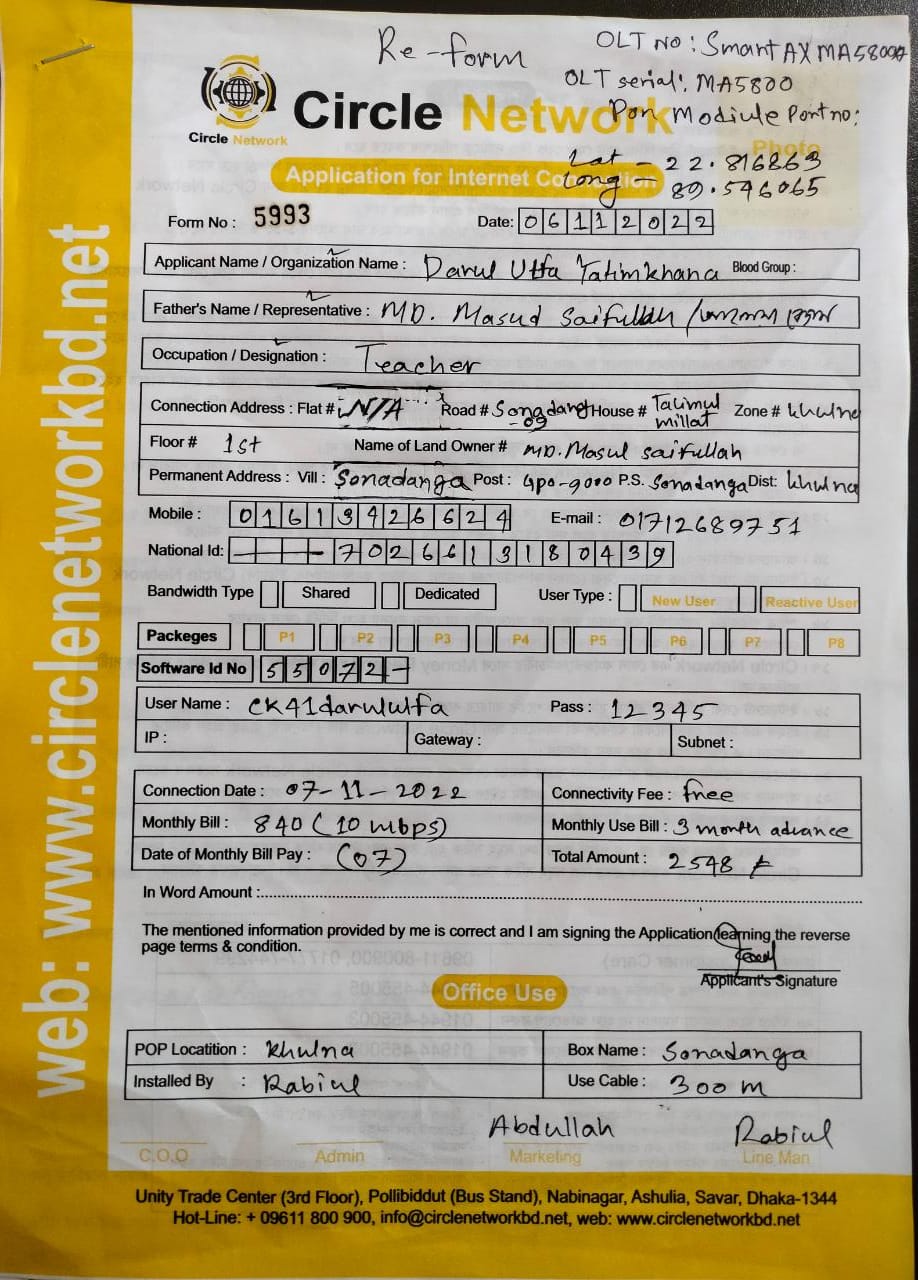 Re-form
OLT no: SmartAX MA5800
OLT serial: MA5800
Pon Modiule Port no:
Circle Network
Circle Network
Photo
Lat - 22.816863
Long - 89.546065
Application for Internet Connection
Form No : 5993
Date: 06112022
Applicant Name / Organization Name : Darul Ulfa Talimkhana Blood Group :
Father's Name / Representative : MD. Masud Saifullah /
Occupation / Designation : Teacher
Connection Address : Flat # N/A Road # Sonadanga -09 House # Talimul millat Zone # Khulna
Floor # 1st Name of Land Owner # MD. Masul Saifullah
Permanent Address : Vill : Sonadanga Post : Gpo-9000 P.S. Sonadanga Dist: Khulna
Mobile : 01613426624 E-mail : 01712689751
National Id: 7026613180439
Bandwidth Type Shared Dedicated User Type : New User Reactive User
Packeges P1 P2 P3 P4 P5 P6 P7 P8
Software Id No 55072-
User Name : CK41darululfa Pass : 12345
IP : Gateway : Subnet :
Connection Date : 07-11-2022 Connectivity Fee : free
Monthly Bill : 840 (10 mbps) Monthly Use Bill : 3 month advance
Date of Monthly Bill Pay : (07) Total Amount : 2548
In Word Amount :
The mentioned information provided by me is correct and I am signing the Application learning the reverse
page terms & condition.
Applicant's Signature
Office Use
POP Locatition : Khulna Box Name : Sonadanga
Installed By : Rabiul Use Cable : 300 m
Abdullah Rabiul
C.O.O Admin Marketing Line Man
Unity Trade Center (3rd Floor), Pollibiddut (Bus Stand), Nabinagar, Ashulia, Savar, Dhaka-1344
Hot-Line: + 09611 800 900, info@circlenetworkbd.net, web: www.circlenetworkbd.net
web: www.circlenetworkbd.net